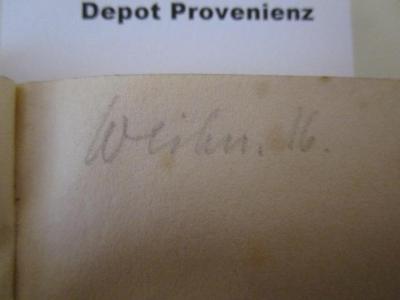 Depot Provenienz
Weihn. 16.